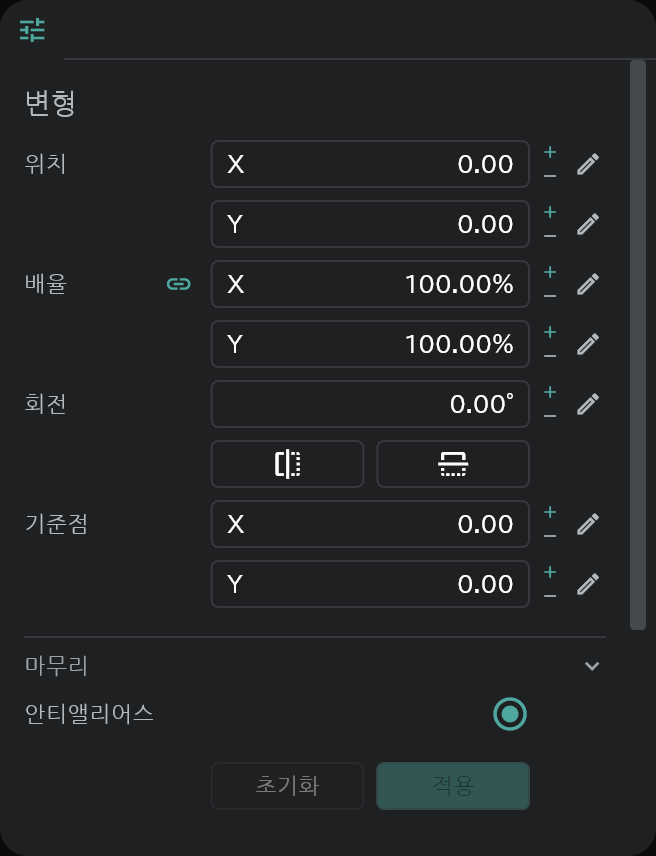 변형
위치 X 0.00
Y 0.00
배율 X 100.00%
Y 100.00%
회전 0.00°
기준점 X 0.00
Y 0.00
마무리
안티앨리어스
초기화 적용